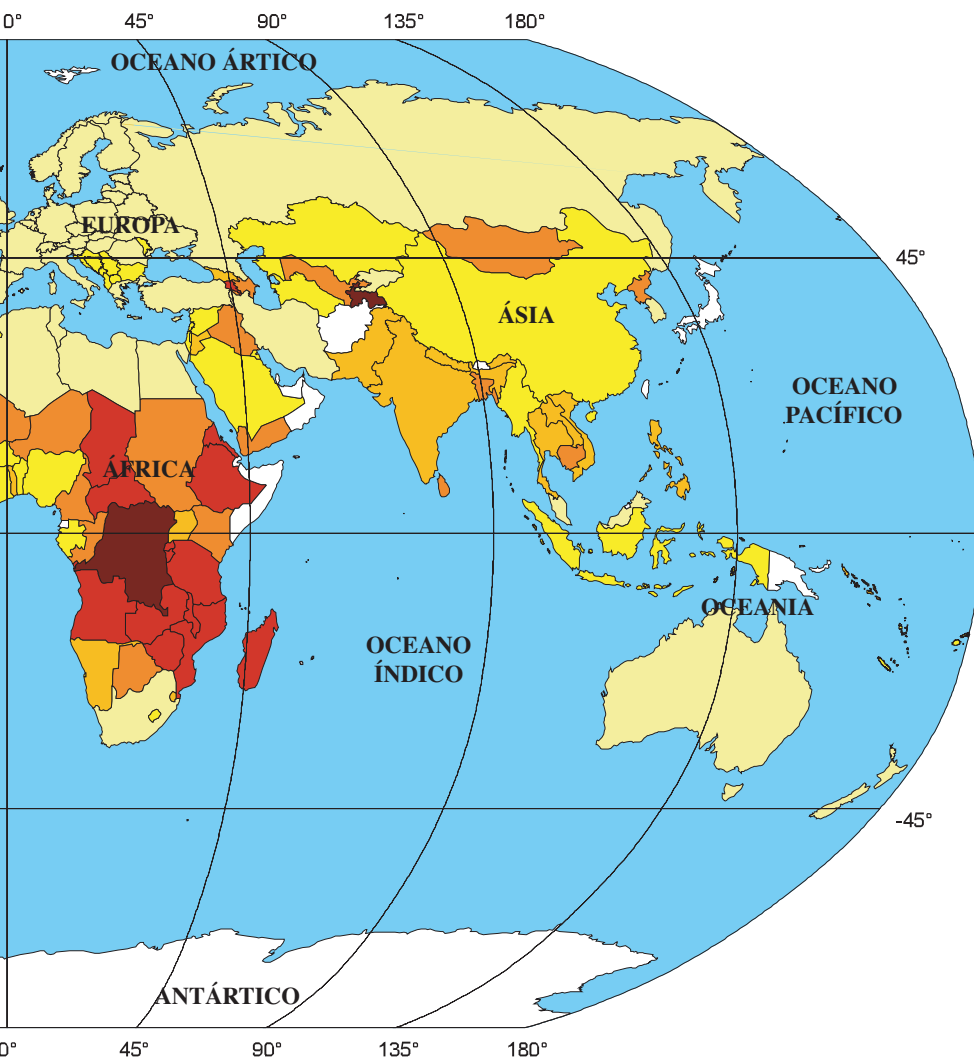 0° 45° 90° 135° 180°
OCEANO ÁRTICO
EUROPA
45°
ÁSIA
OCEANO
PACÍFICO
ÁFRICA
OCEANIA
OCEANO
ÍNDICO
-45°
ANTÁRTICO
0° 45° 90° 135° 180°